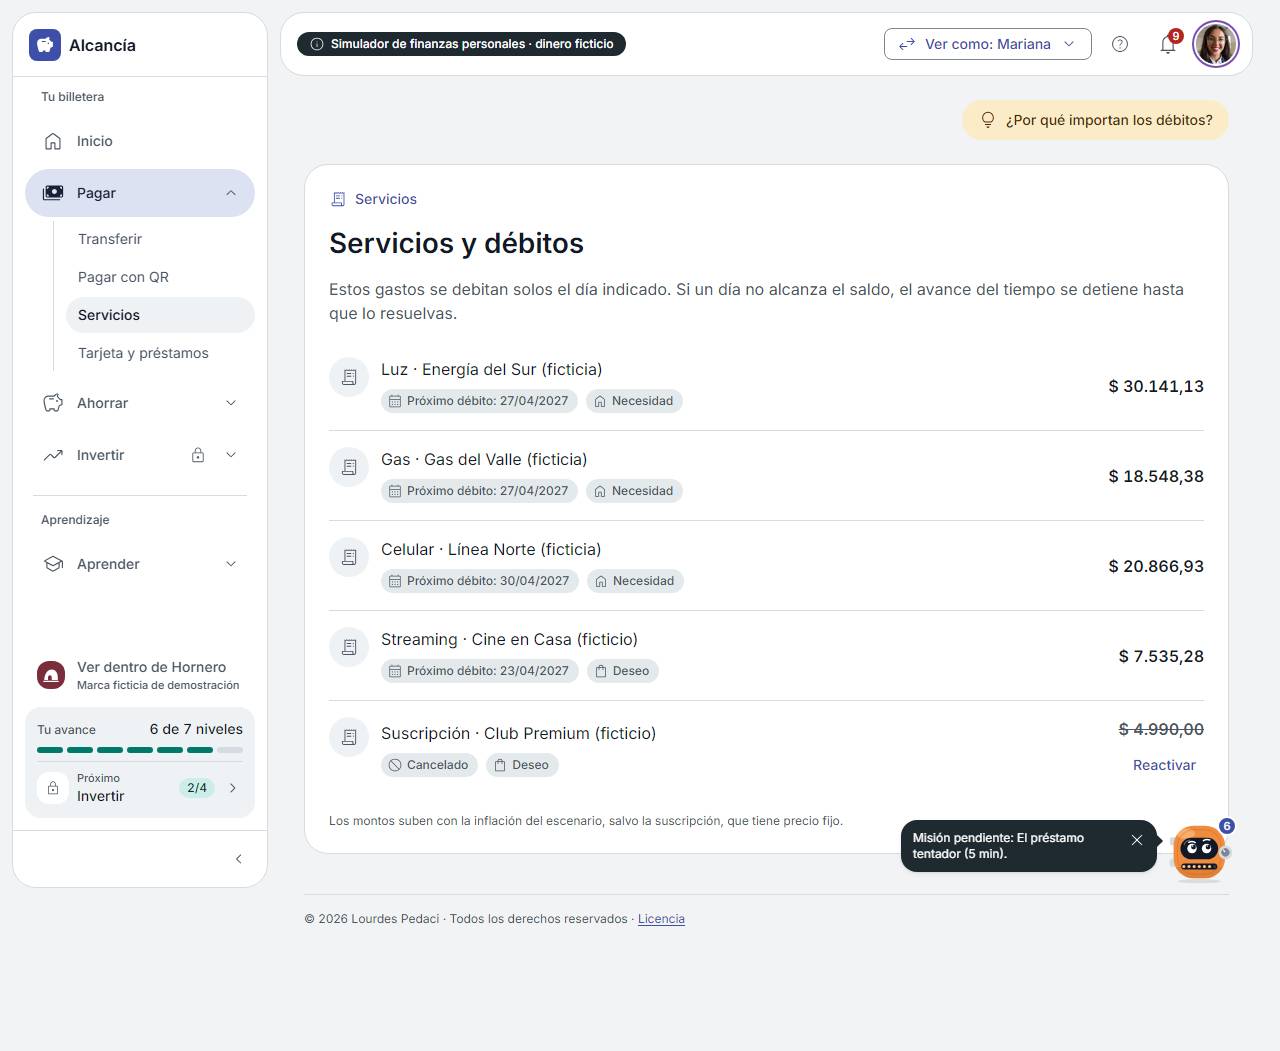 Alcancía
Simulador de finanzas personales · dinero ficticio
Ver como: Mariana
9
Tu billetera
Inicio
Pagar
Transferir
Pagar con QR
Servicios
Tarjeta y préstamos
Ahorrar
Invertir
Aprendizaje
Aprender
Ver dentro de Hornero
Marca ficticia de demostración
Tu avance
6 de 7 niveles
Próximo
Invertir
2/4
¿Por qué importan los débitos?
Servicios
Servicios y débitos
Estos gastos se debitan solos el día indicado. Si un día no alcanza el saldo, el avance del tiempo se detiene hasta
que lo resuelvas.
Luz · Energía del Sur (ficticia)
Próximo débito: 27/04/2027
Necesidad
$ 30.141,13
Gas · Gas del Valle (ficticia)
Próximo débito: 27/04/2027
Necesidad
$ 18.548,38
Celular · Línea Norte (ficticia)
Próximo débito: 30/04/2027
Necesidad
$ 20.866,93
Streaming · Cine en Casa (ficticio)
Próximo débito: 23/04/2027
Deseo
$ 7.535,28
Suscripción · Club Premium (ficticio)
Cancelado
Deseo
$ 4.990,00
Reactivar
Los montos suben con la inflación del escenario, salvo la suscripción, que tiene precio fijo.
Misión pendiente: El préstamo
tentador (5 min).
6
© 2026 Lourdes Pedaci · Todos los derechos reservados · Licencia